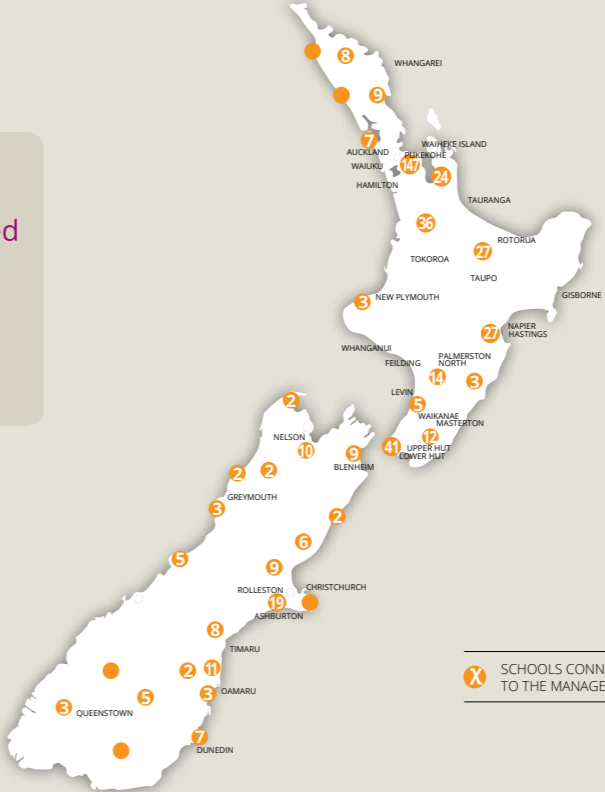 8
WHANGAREI
9
7
WAIHEKE ISLAND
AUCKLAND
PUKEKOHE
WAIUKU
147
24
HAMILTON
TAURANGA
ed
36
ROTORUA
27
TOKOROA
TAUPO
GISBORNE
3
NEW PLYMOUTH
27
NAPIER
HASTINGS
WHANGANUI
PALMERSTON
NORTH
FEILDING
14
3
LEVIN
2
5
WAIKANAE
MASTERTON
NELSON
12
10
41
UPPER HUT
LOWER HUT
9
BLENHEIM
2
2
GREYMOUTH
3
2
6
5
9
ROLLESTON
CHRISTCHURCH
19
ASHBURTON
8
TIMARU
2
11
X
SCHOOLS CONN
TO THE MANAGE
5
3
OAMARU
3
QUEENSTOWN
7
DUNEDIN